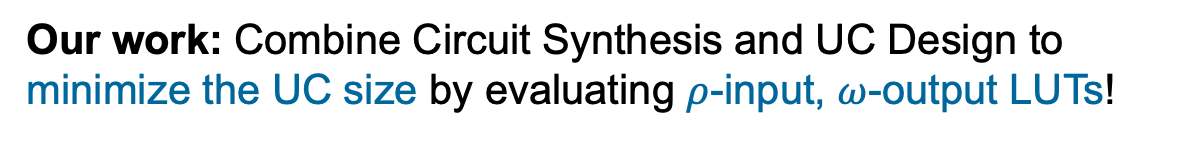 Our work: Combine Circuit Synthesis and UC Design to
minimize the UC size by evaluating ρ-input, ω-output LUTs!